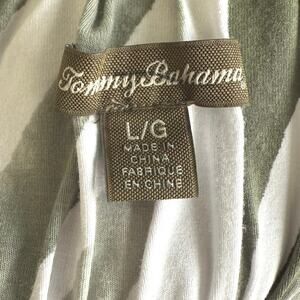 Tommy Bahama
L/G
MADE IN
CHINA
FABRIQUE
EN CHINE